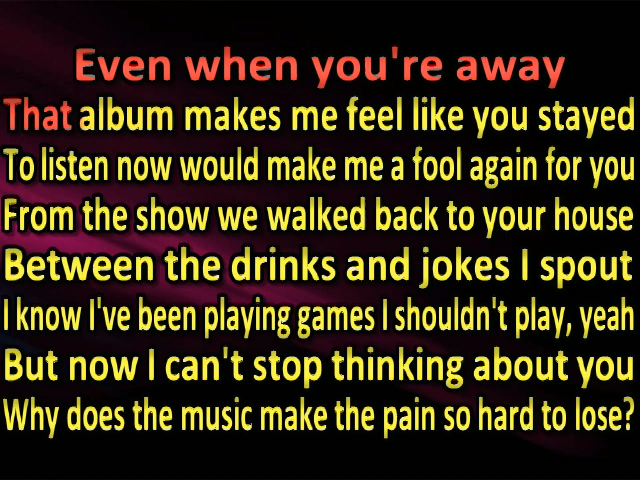 Even when you're away
That album makes me feel like you stayed
To listen now would make me a fool again for you
From the show we walked back to your house
Between the drinks and jokes I spout
I know I've been playing games I shouldn't play, yeah
But now I can't stop thinking about you
Why does the music make the pain so hard to lose?